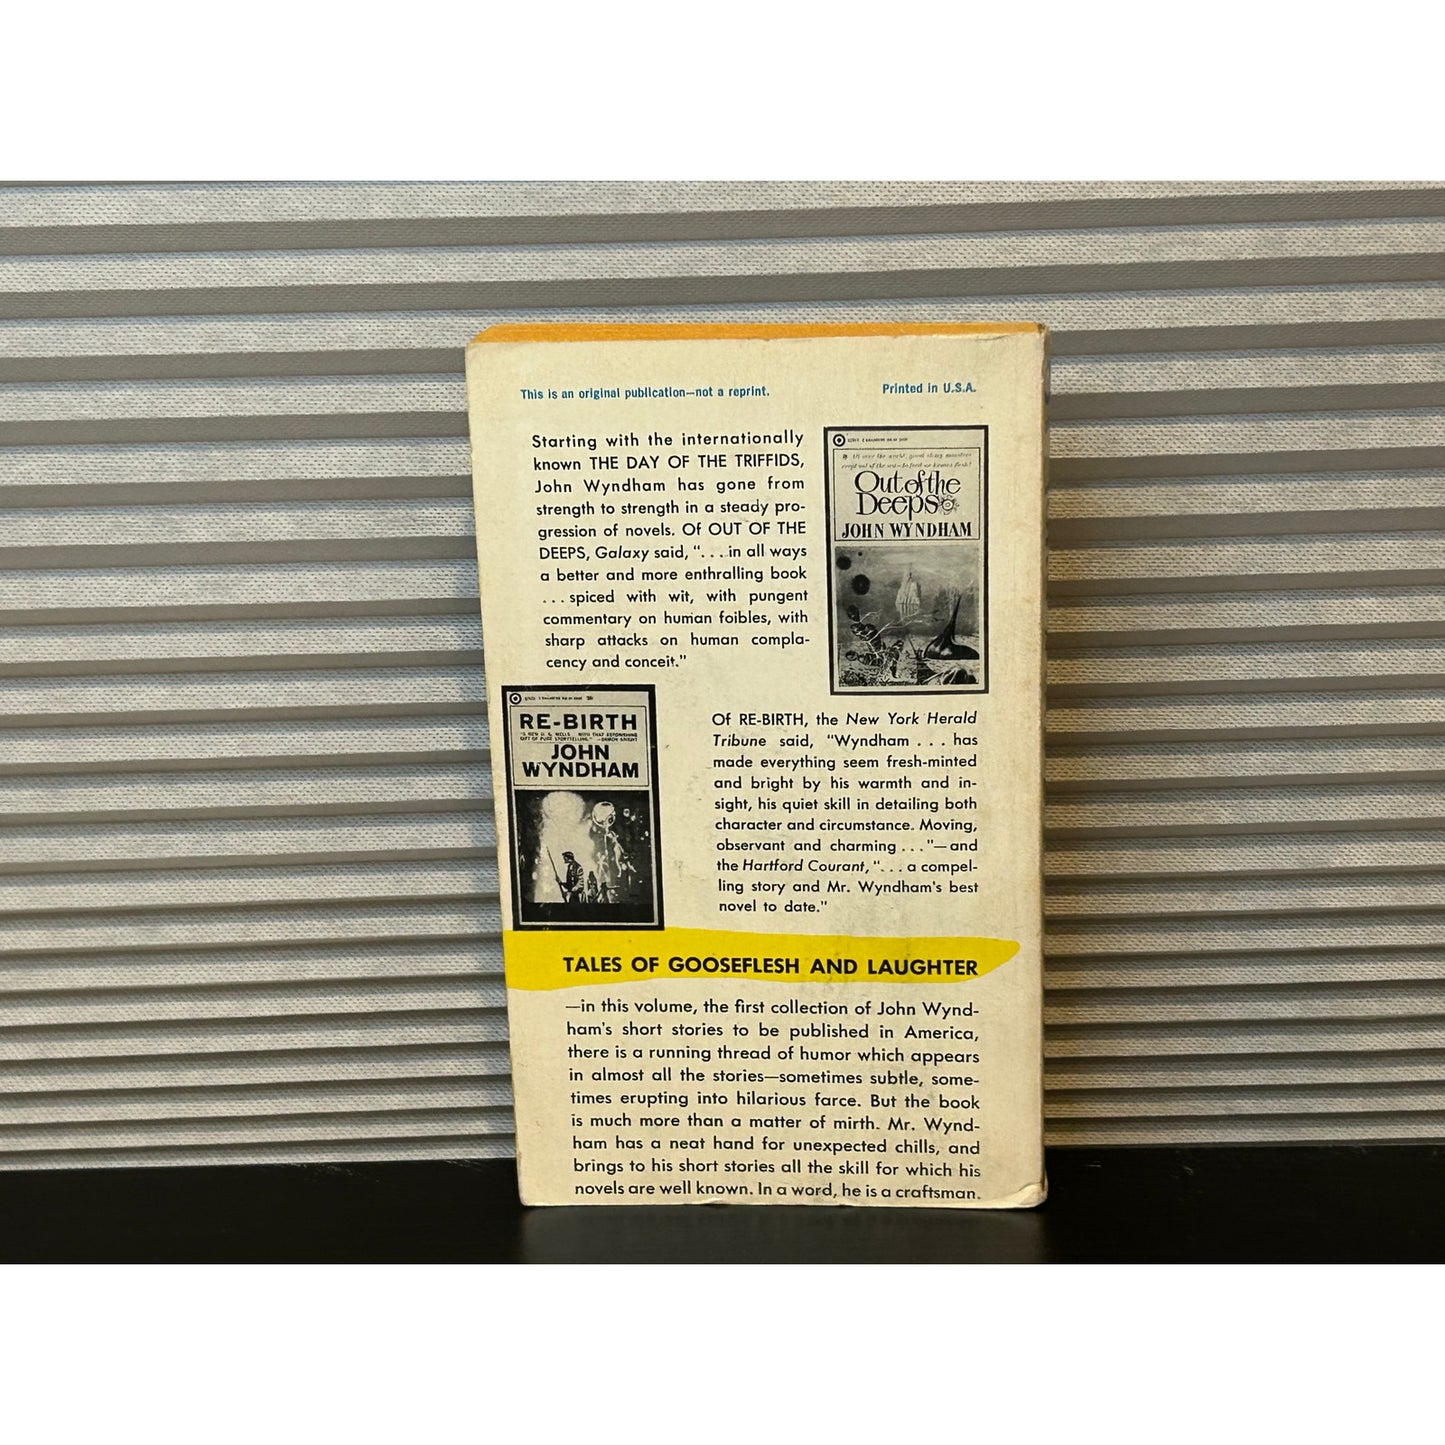 This is an original publication—not a reprint.
Printed in U.S.A.
Starting with the internationally
known THE DAY OF THE TRIFFIDS,
John Wyndham has gone from
strength to strength in a steady pro-
gression of novels. Of OUT OF THE
DEEPS, Galaxy said, “. . . in all ways
a better and more enthralling book
. . . spiced with wit, with pungent
commentary on human foibles, with
sharp attacks on human compla-
cency and conceit.”
Out of the
Deeps
JOHN WYNDHAM
RE-BIRTH
JOHN
WYNDHAM
Of RE-BIRTH, the New York Herald
Tribune said, “Wyndham . . . has
made everything seem fresh-minted
and bright by his warmth and in-
sight, his quiet skill in detailing both
character and circumstance. Moving,
observant and charming . . .”—and
the Hartford Courant, “. . . a compel-
ling story and Mr. Wyndham's best
novel to date.”
TALES OF GOOSEFLESH AND LAUGHTER
—in this volume, the first collection of John Wynd-
ham's short stories to be published in America,
there is a running thread of humor which appears
in almost all the stories—sometimes subtle, some-
times erupting into hilarious farce. But the book
is much more than a matter of mirth. Mr. Wynd-
ham has a neat hand for unexpected chills, and
brings to his short stories all the skill for which his
novels are well known. In a word, he is a craftsman.